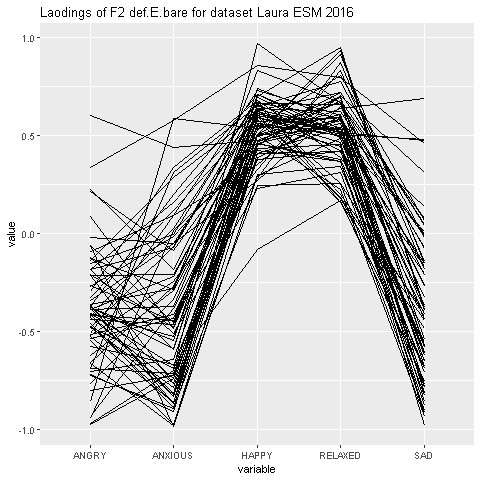 Laodings of F2 def.E.bare for dataset Laura ESM 2016
1.0
0.5
0.0
-0.5
-1.0
value
ANGRY ANXIOUS HAPPY RELAXED SAD
variable